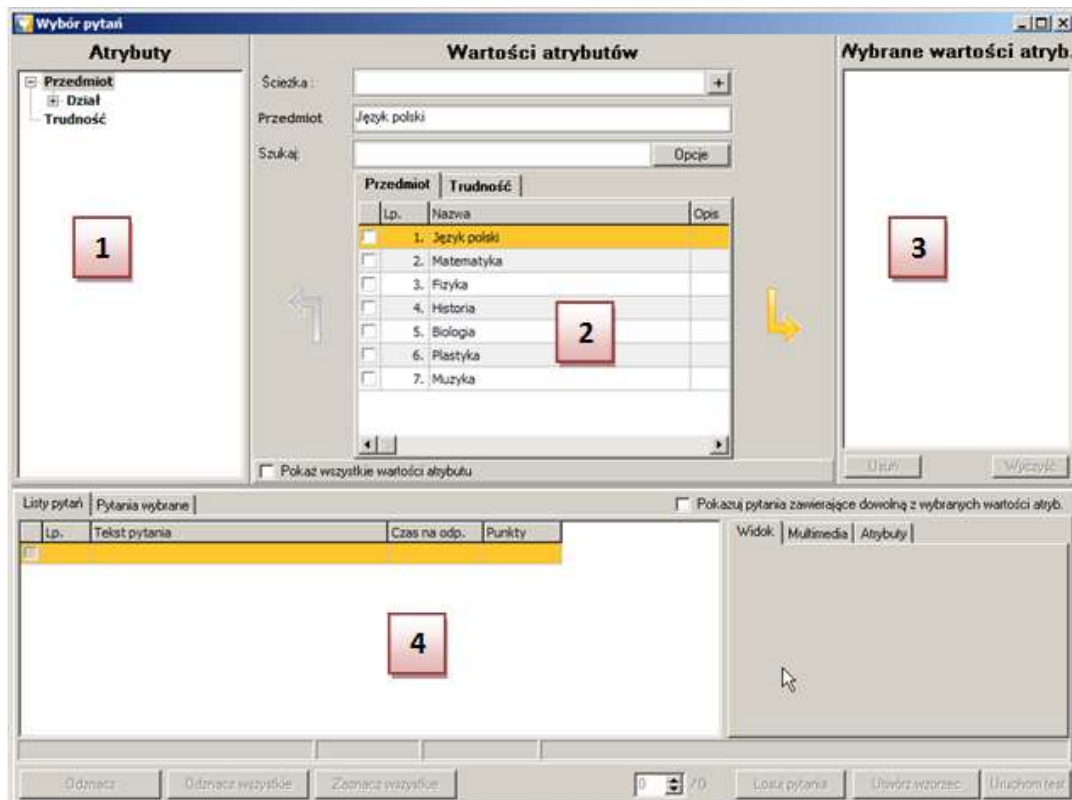 Wybór pytań
Atrybuty
Przedmiot
Dział
Trudność
1
Wartości atrybutów
Ścieżka :
+
Przedmiot
Język polski
Szukaj:
Opcje
Przedmiot Trudność
Lp. Nazwa Opis
1. Język polski
2. Matematyka
3. Fizyka
4. Historia
5. Biologia
6. Plastyka
7. Muzyka
2
Pokaż wszystkie wartości atrybutu
Wybrane wartości atryb.
3
Usuń Wyczyść
Listy pytań Pytania wybrane
Pokazuj pytania zawierające dowolną z wybranych wartości atryb.
Lp. Tekst pytania Czas na odp. Punkty
4
Widok Multimedia Atrybuty
Odznacz Odznacz wszystkie Zaznacz wszystkie 0 / 0 Losuj pytania Utwórz wzorzec Uruchom test